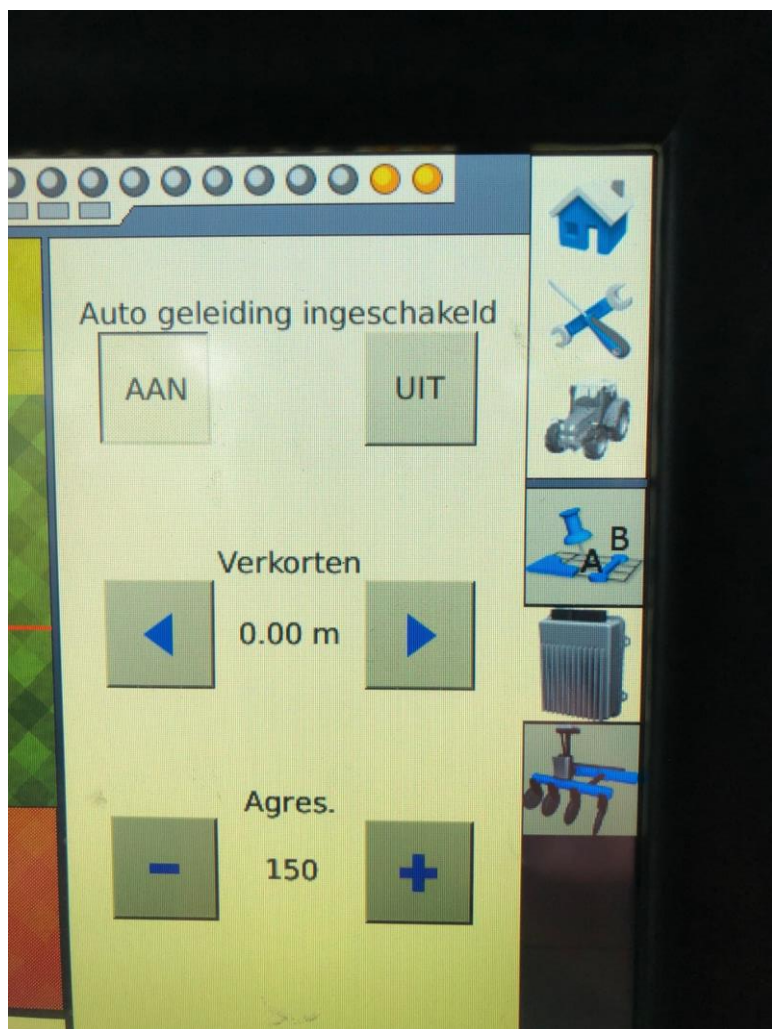 Auto geleiding ingeschakeld
AAN UIT
A B
Verkorten
0.00 m
Agres.
150